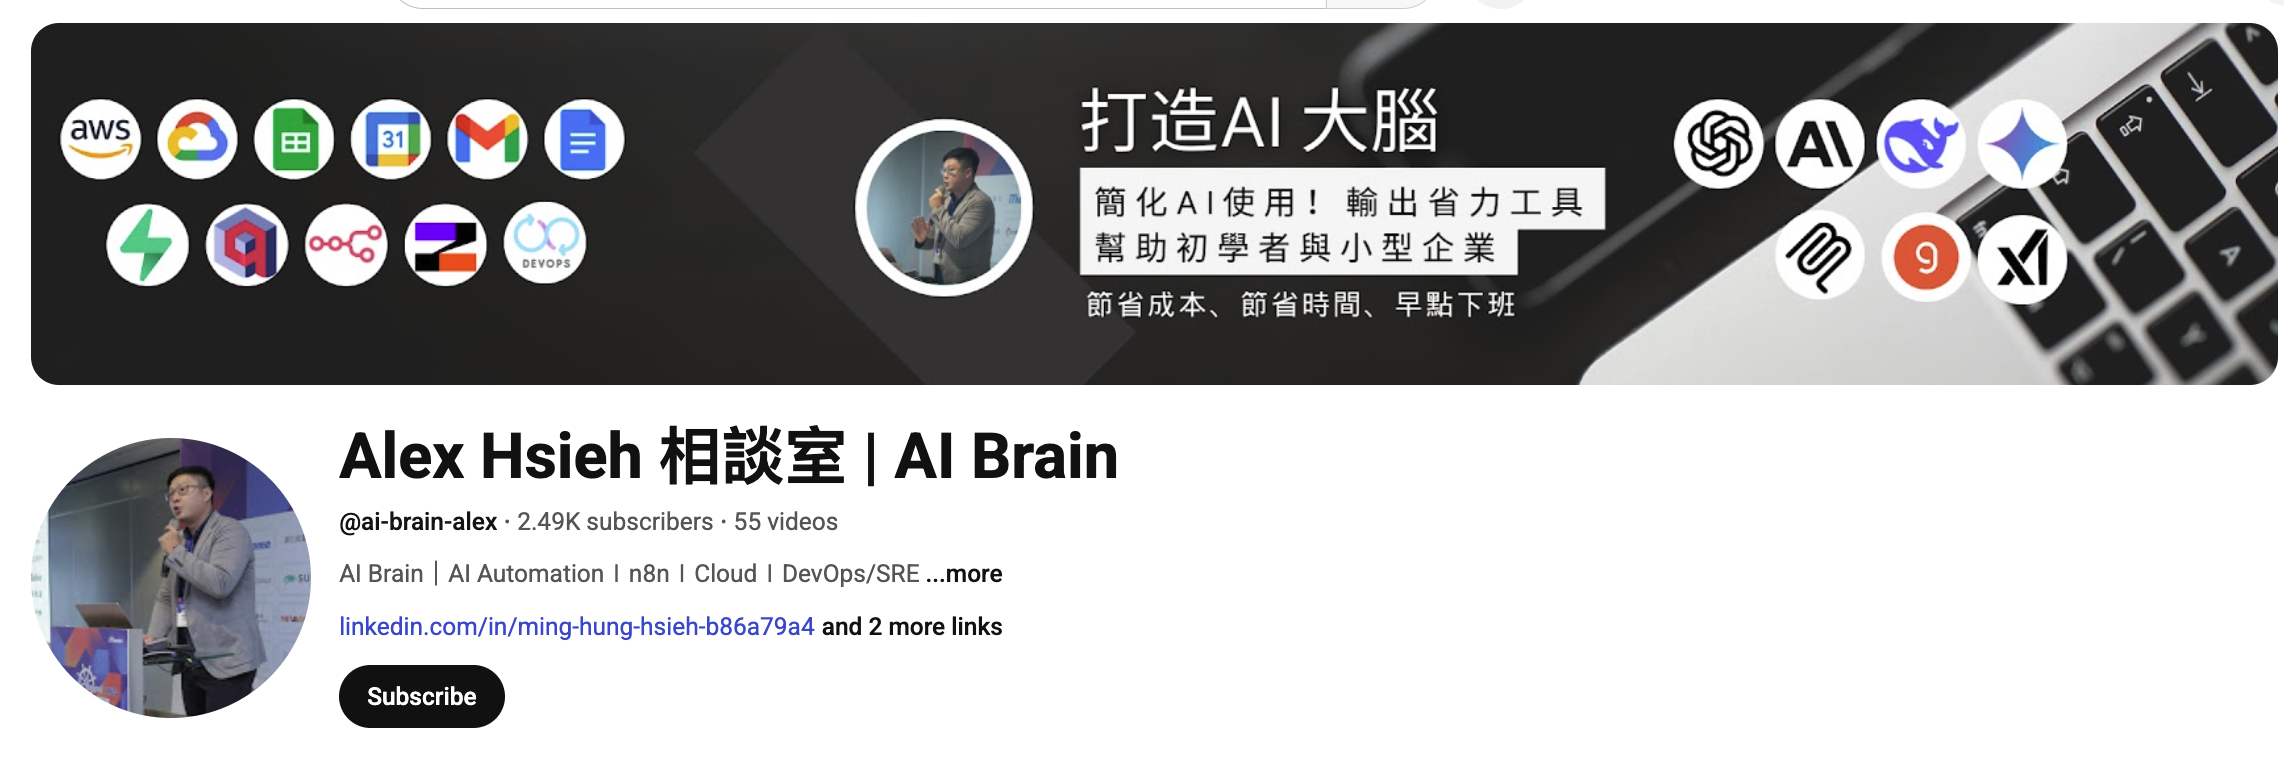 aws
31
DEVOPS
打造AI 大腦
簡化AI使用！輸出省力工具
幫助初學者與小型企業
節省成本、節省時間、早點下班
Alex Hsieh 相談室 | AI Brain
@ai-brain-alex · 2.49K subscribers · 55 videos
AI Brain｜AI Automation l n8n l Cloud l DevOps/SRE ...more
linkedin.com/in/ming-hung-hsieh-b86a79a4 and 2 more links
Subscribe